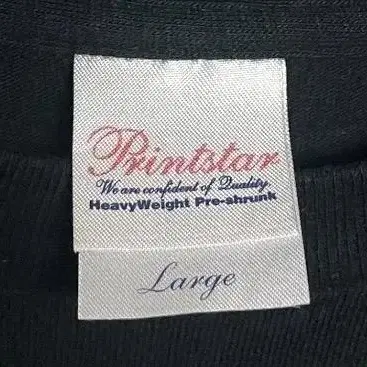 Printstar
We are confident of Quality.
HeavyWeight Pre-shrunk
Large